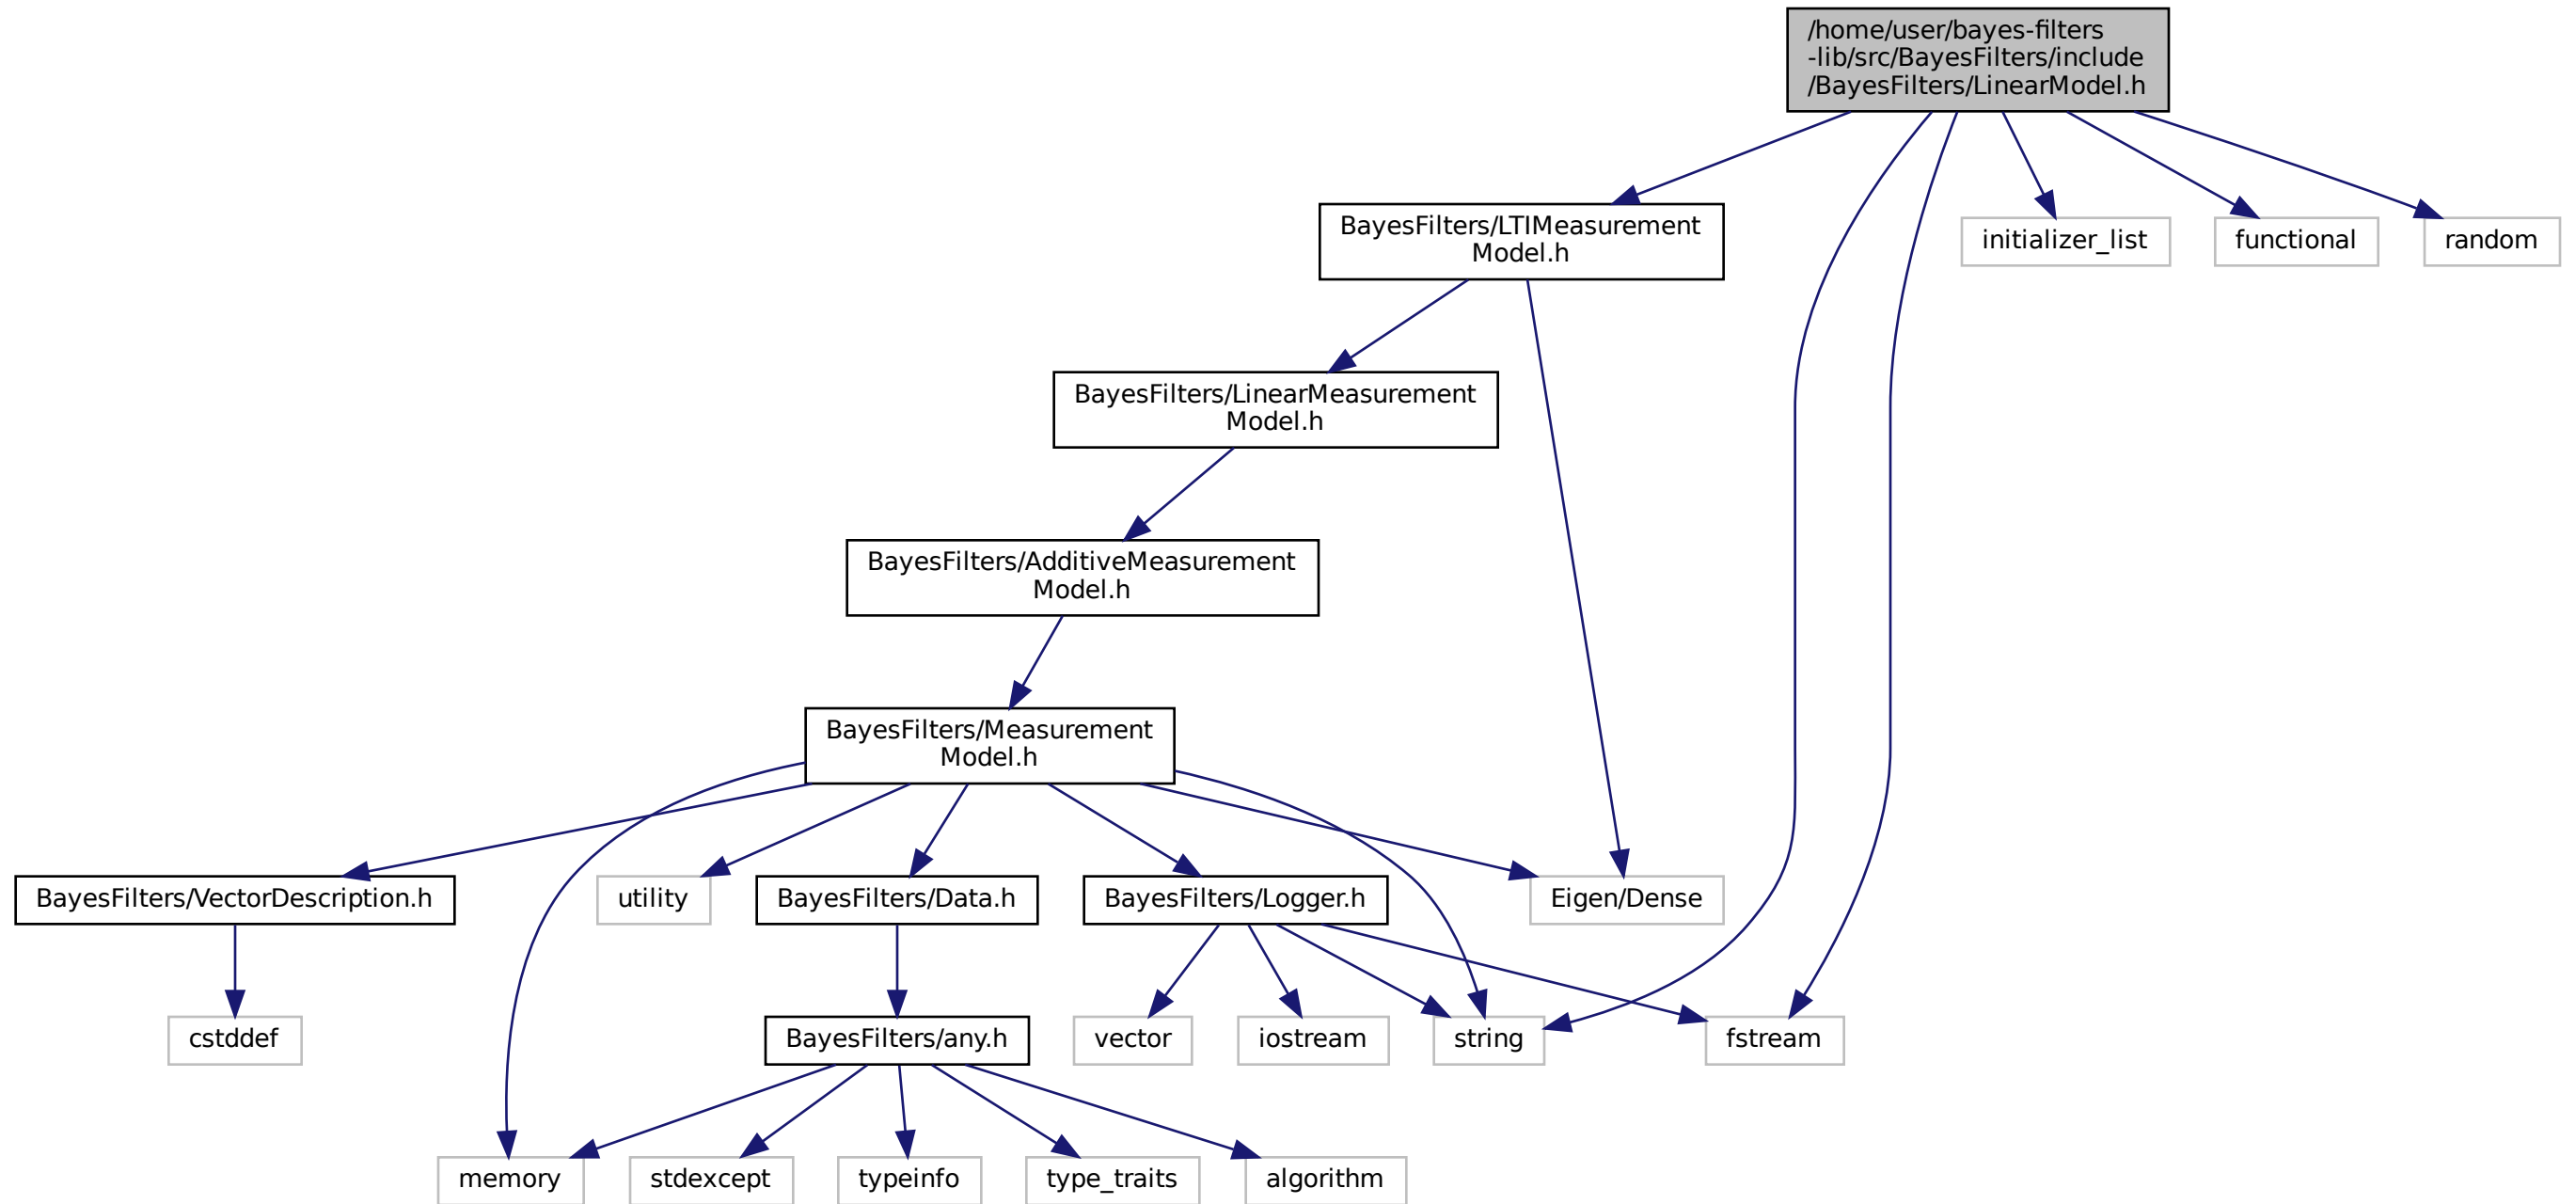 /home/user/bayes-filters
-lib/src/BayesFilters/include
/BayesFilters/LinearModel.h
BayesFilters/LTIMeasurement
Model.h
initializer_list
functional
random
BayesFilters/LinearMeasurement
Model.h
BayesFilters/AdditiveMeasurement
Model.h
BayesFilters/Measurement
Model.h
BayesFilters/VectorDescription.h
utility
BayesFilters/Data.h
BayesFilters/Logger.h
Eigen/Dense
cstddef
BayesFilters/any.h
vector
iostream
string
fstream
memory
stdexcept
typeinfo
type_traits
algorithm